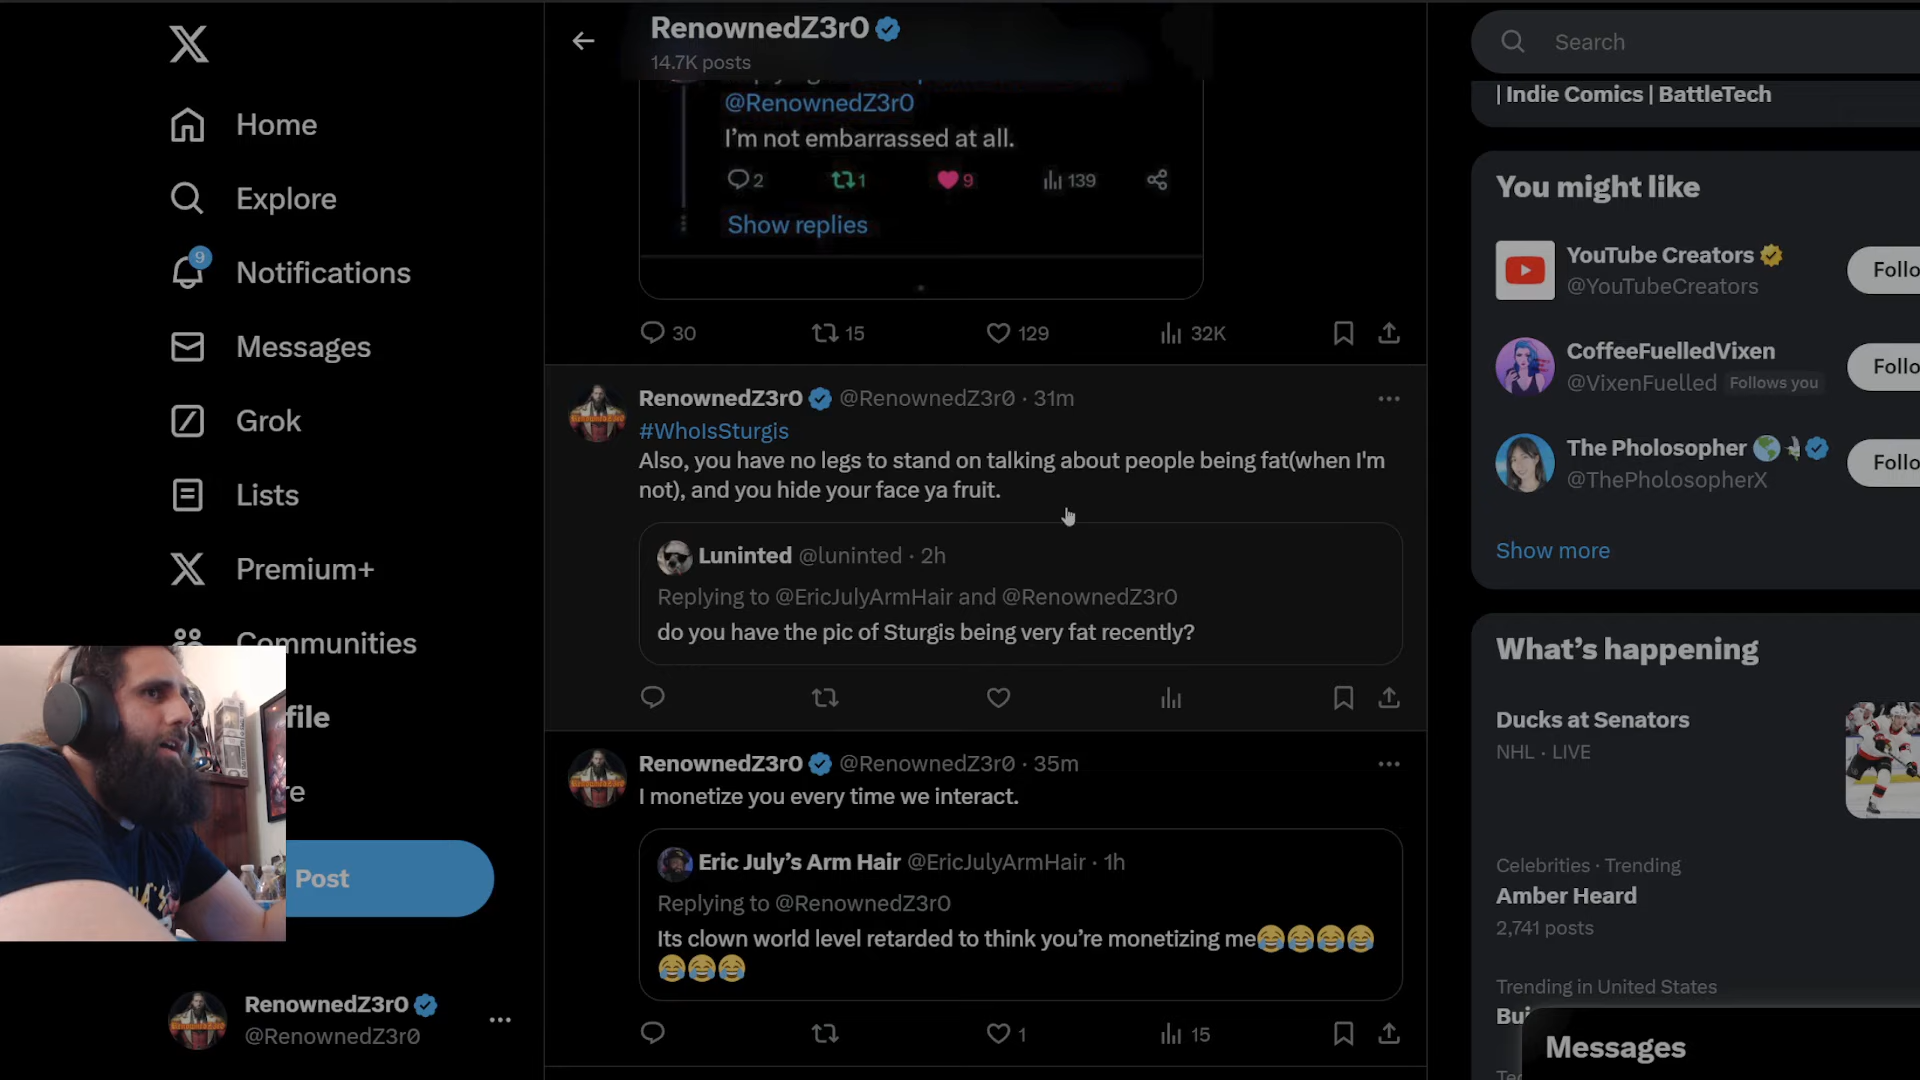 RenownedZ3r0
14.7K posts
Search
| Indie Comics | BattleTech
Home
Explore
9
Notifications
Messages
Grok
Lists
Premium+
Communities
file
re
Post
RenownedZ3r0
@RenownedZ3r0
@RenownedZ3r0
I'm not embarrassed at all.
2 1 9 139
Show replies
30 15 129 32K
RenownedZ3r0 @RenownedZ3r0 · 31m
#WhoIsSturgis
Also, you have no legs to stand on talking about people being fat(when I'm
not), and you hide your face ya fruit.
Luninted @luninted · 2h
Replying to @EricJulyArmHair and @RenownedZ3r0
do you have the pic of Sturgis being very fat recently?
RenownedZ3r0 @RenownedZ3r0 · 35m
I monetize you every time we interact.
Eric July's Arm Hair @EricJulyArmHair · 1h
Replying to @RenownedZ3r0
Its clown world level retarded to think you're monetizing me😂😂😂😂
😂😂😂
1 15
You might like
YouTube Creators
@YouTubeCreators
Follo
CoffeeFuelledVixen
@VixenFuelled Follows you
Follo
The Pholosopher
@ThePholosopherX
Follo
Show more
What's happening
Ducks at Senators
NHL · LIVE
Celebrities · Trending
Amber Heard
2,741 posts
Trending in United States
Messages